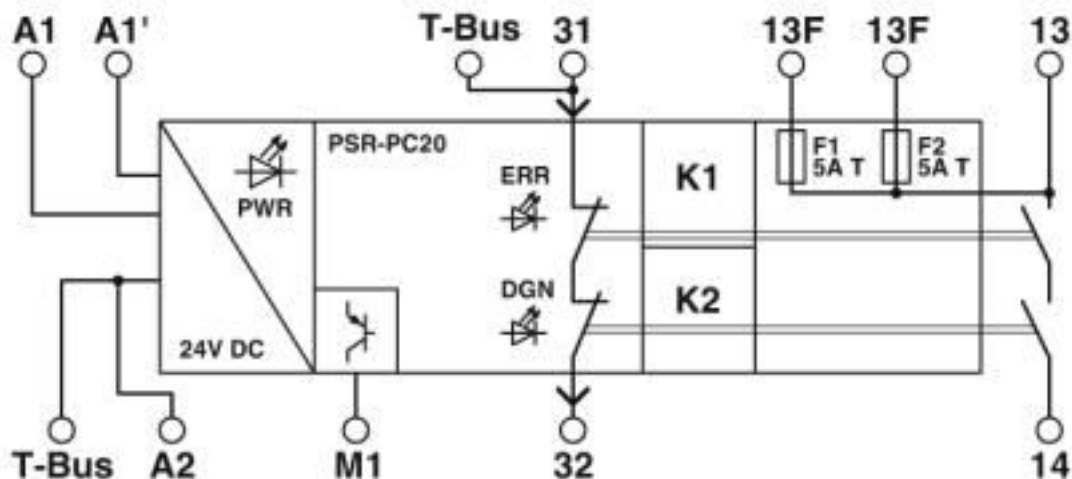 A1 A1' T-Bus 31 13F 13F 13
PSR-PC20
ERR
K1
F1
5A T
F2
5A T
PWR
DGN
K2
24V DC
T-Bus A2 M1 32 14